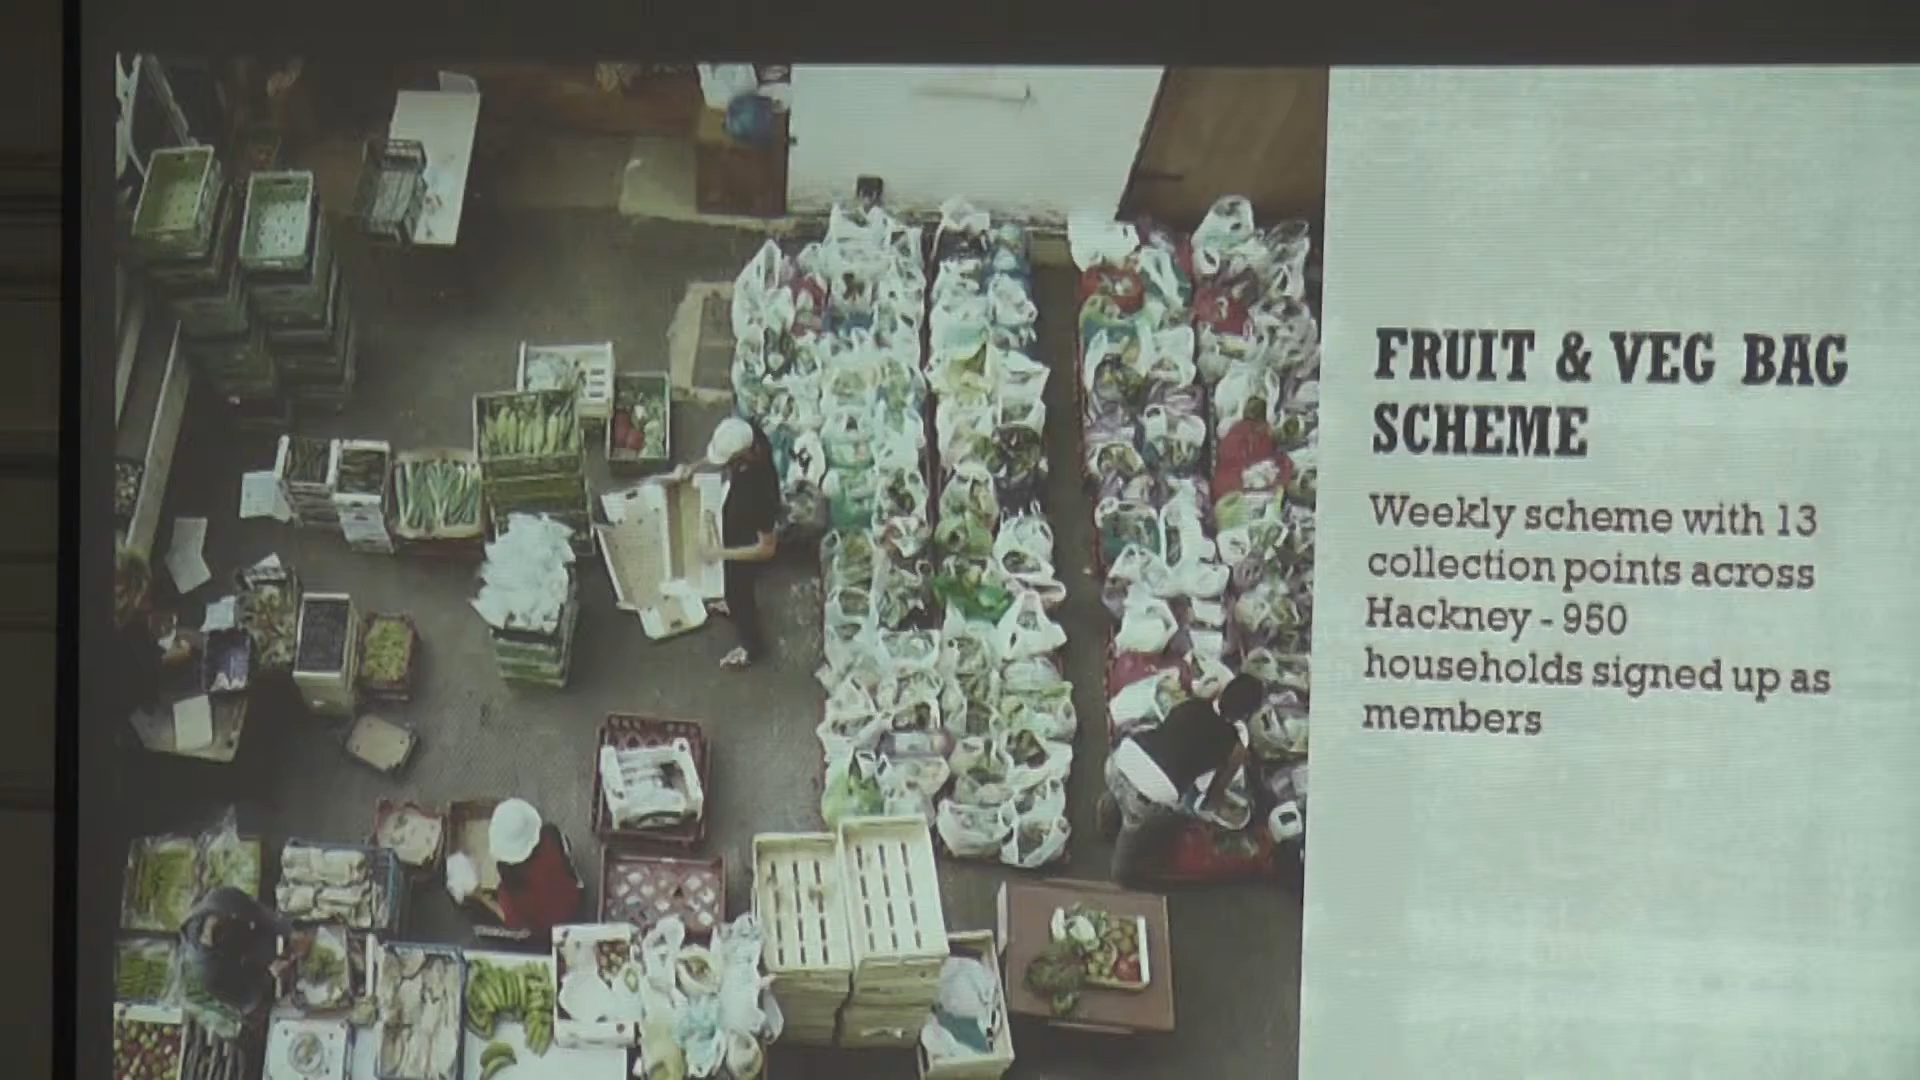 FRUIT & VEG BAG
SCHEME
Weekly scheme with 13
collection points across
Hackney - 950
households signed up as
members